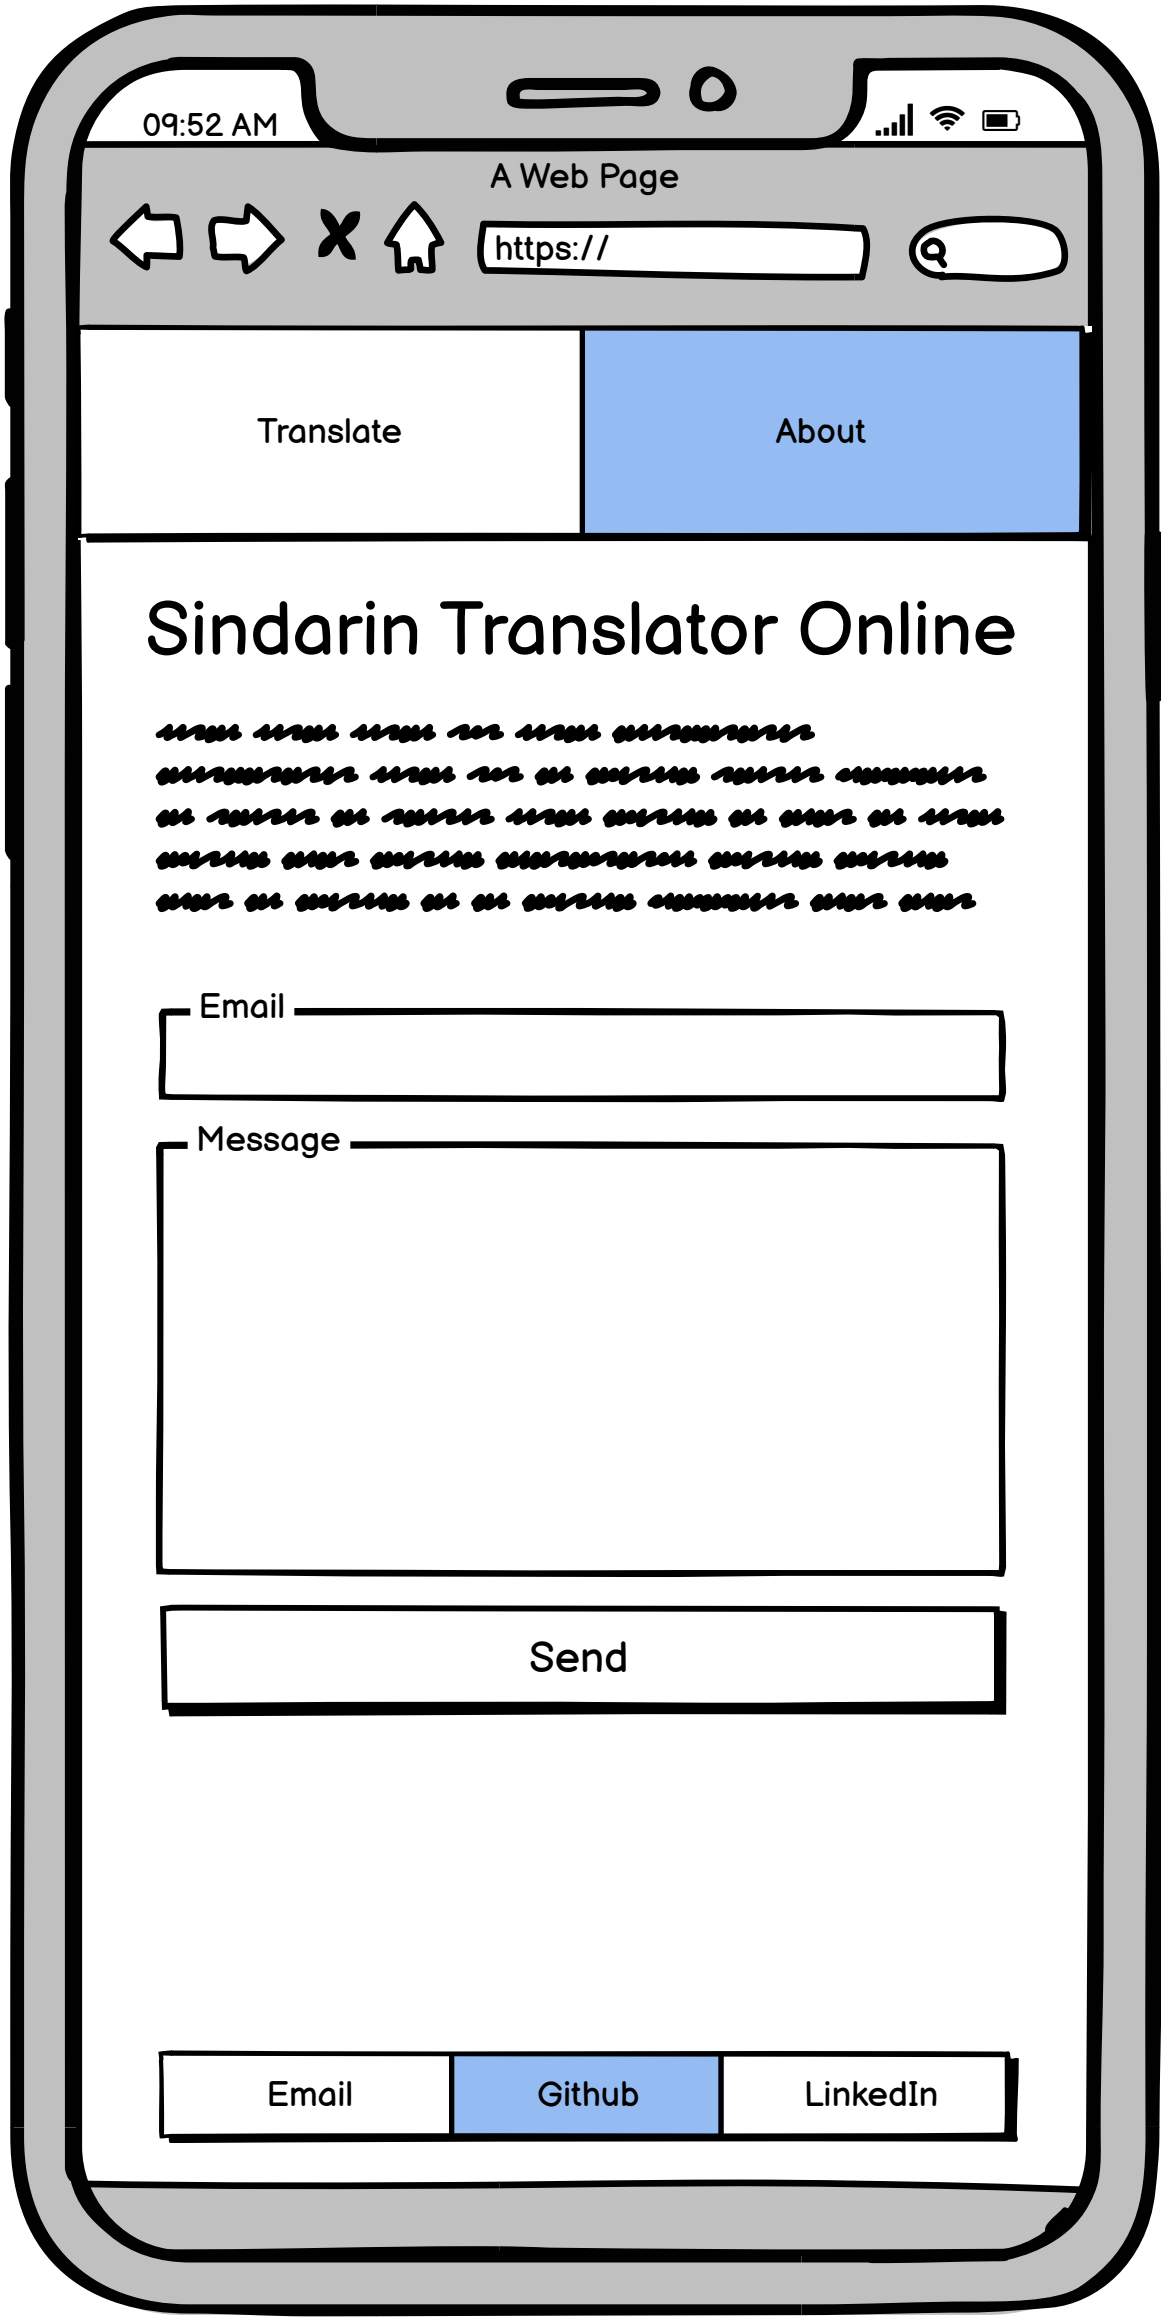 09:52 AM
A Web Page
https://
Translate About
Sindarin Translator Online
Email
Message
Send
Email Github LinkedIn